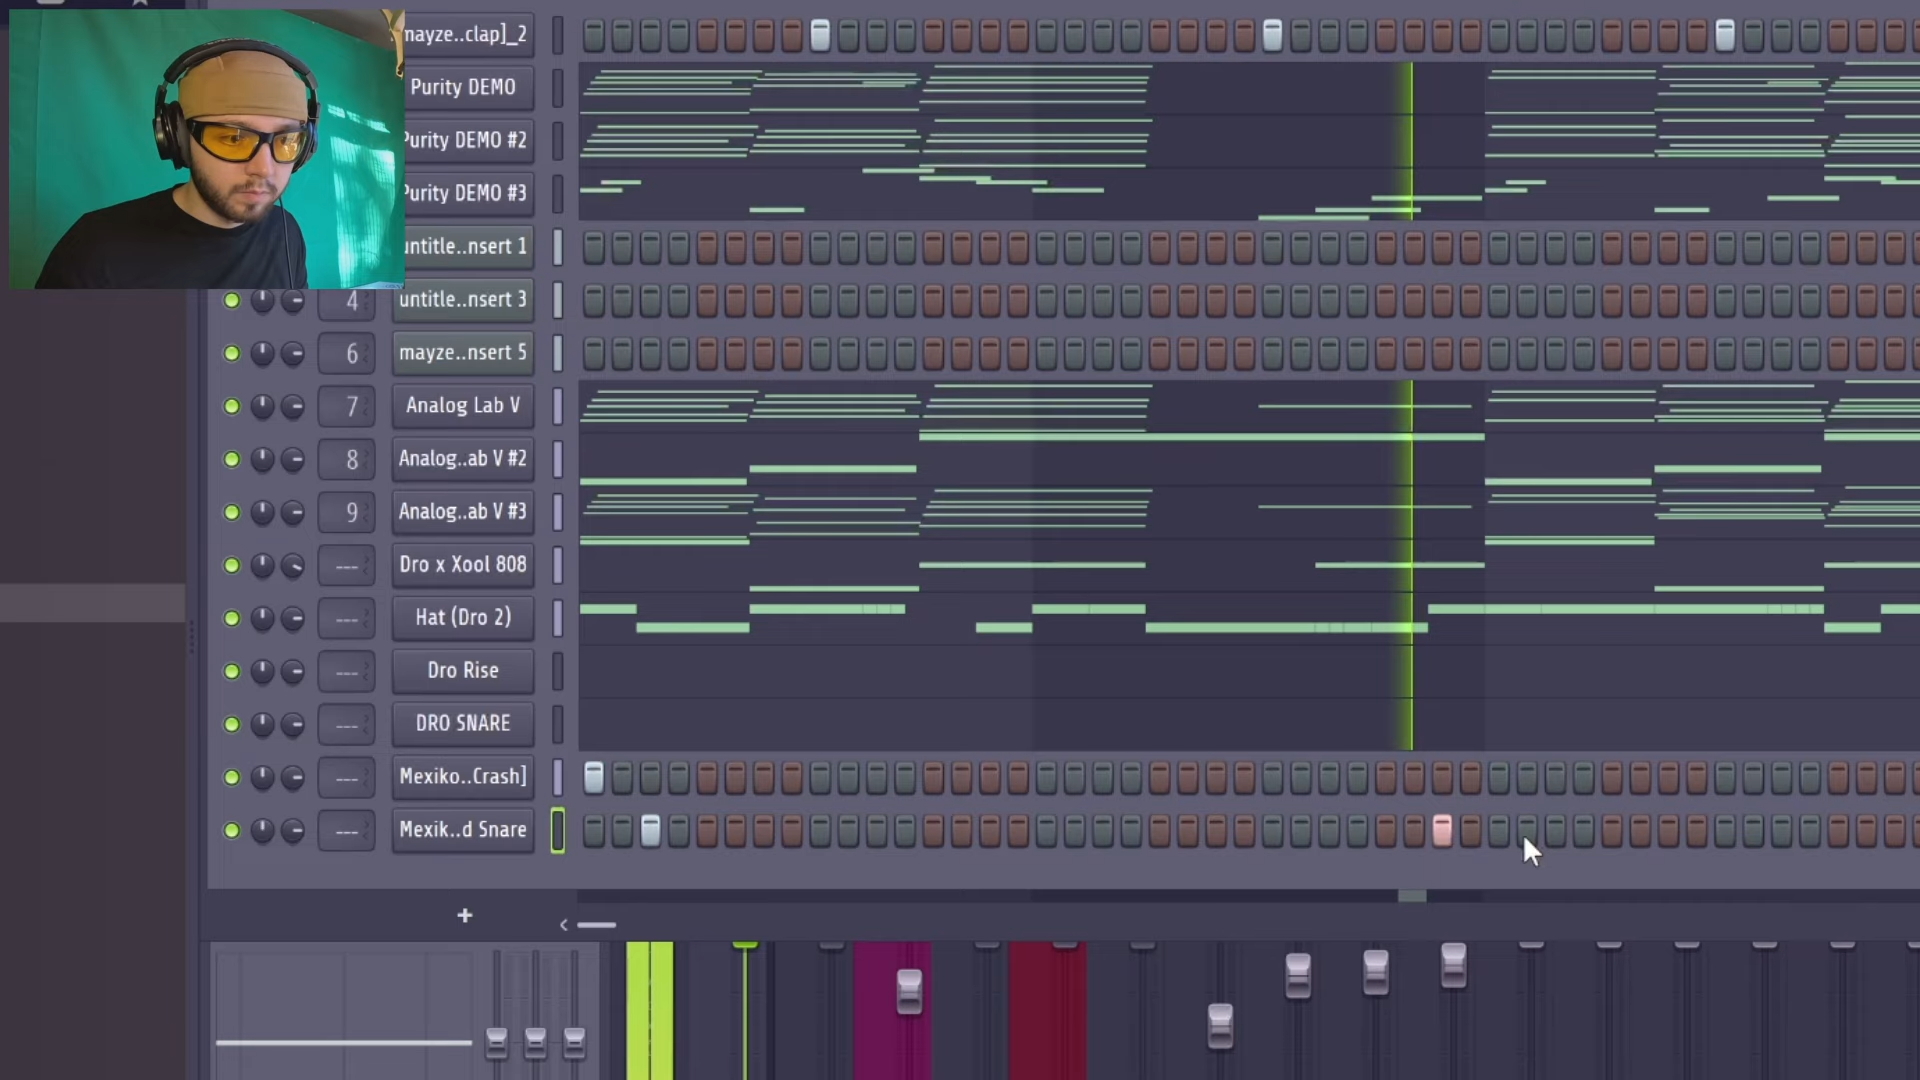 mayze..clap]_2
Purity DEMO
Purity DEMO #2
Purity DEMO #3
untitle..nsert 1
4 untitle..nsert 3
6 mayze..nsert 5
7 Analog Lab V
8 Analog..ab V #2
9 Analog..ab V #3
--- Dro x Xool 808
--- Hat (Dro 2)
--- Dro Rise
--- DRO SNARE
--- Mexiko..Crash]
--- Mexik..d Snare
+